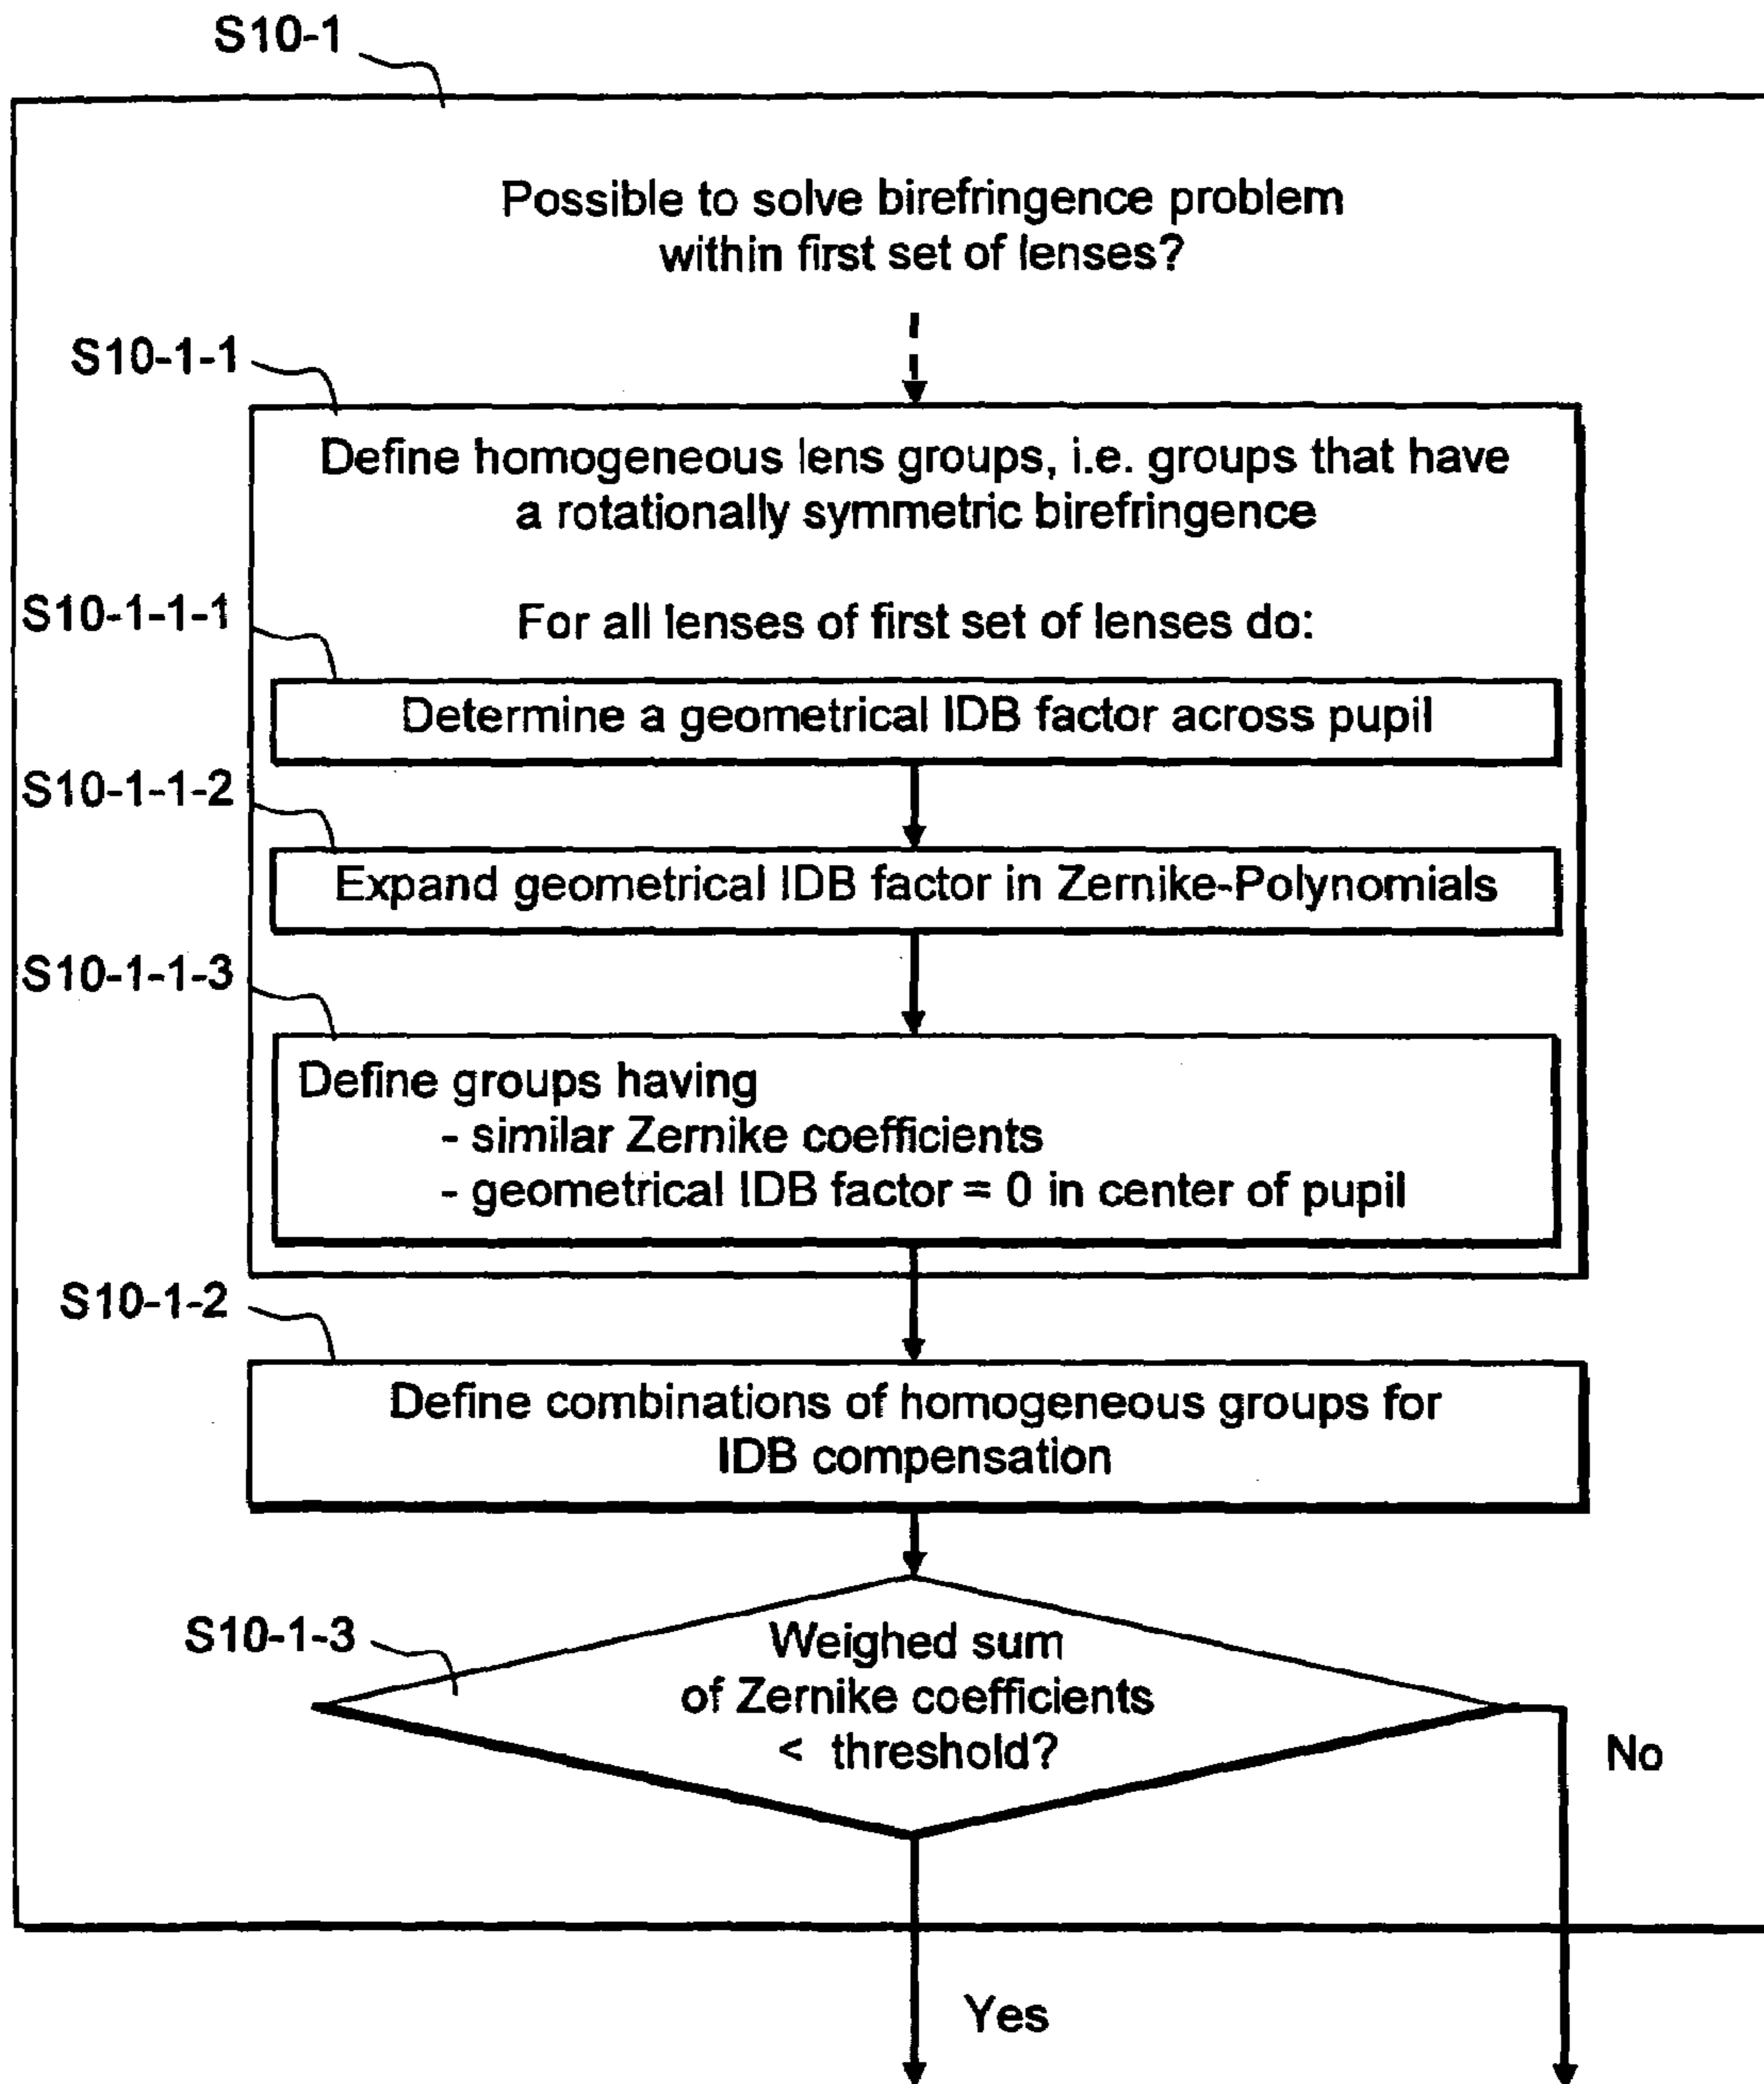 S10-1
Possible to solve birefringence problem
within first set of lenses?
S10-1-1
Define homogeneous lens groups, i.e. groups that have
a rotationally symmetric birefringence
S10-1-1-1
For all lenses of first set of lenses do:
Determine a geometrical IDB factor across pupil
S10-1-1-2
Expand geometrical IDB factor in Zernike-Polynomials
S10-1-1-3
Define groups having
- similar Zernike coefficients
- geometrical IDB factor = 0 in center of pupil
S10-1-2
Define combinations of homogeneous groups for
IDB compensation
S10-1-3
Weighed sum
of Zernike coefficients
< threshold?
No
Yes